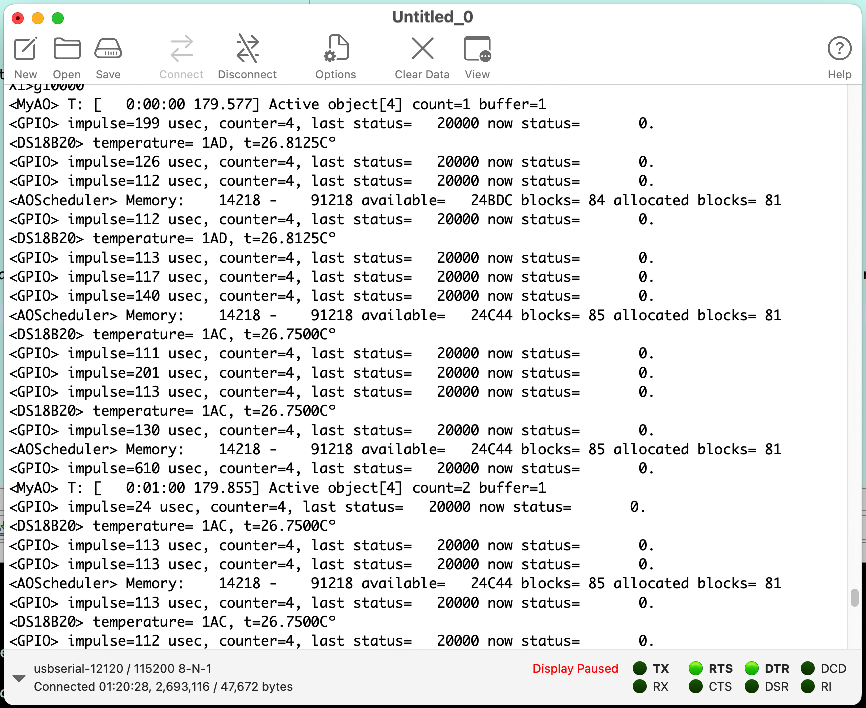 Untitled_0
New Open Save Connect Disconnect Options Clear Data View Help
X1>g10000
<MyAO> T: [   0:00:00 179.577] Active object[4] count=1 buffer=1
<GPIO> impulse=199 usec, counter=4, last status=   20000 now status=       0.
<DS18B20> temperature= 1AD, t=26.8125C°
<GPIO> impulse=126 usec, counter=4, last status=   20000 now status=       0.
<GPIO> impulse=112 usec, counter=4, last status=   20000 now status=       0.
<AOScheduler> Memory:    14218 -    91218 available=   24BDC blocks= 84 allocated blocks= 81
<GPIO> impulse=112 usec, counter=4, last status=   20000 now status=       0.
<DS18B20> temperature= 1AD, t=26.8125C°
<GPIO> impulse=113 usec, counter=4, last status=   20000 now status=       0.
<GPIO> impulse=117 usec, counter=4, last status=   20000 now status=       0.
<GPIO> impulse=140 usec, counter=4, last status=   20000 now status=       0.
<AOScheduler> Memory:    14218 -    91218 available=   24C44 blocks= 85 allocated blocks= 81
<DS18B20> temperature= 1AC, t=26.7500C°
<GPIO> impulse=111 usec, counter=4, last status=   20000 now status=       0.
<GPIO> impulse=201 usec, counter=4, last status=   20000 now status=       0.
<GPIO> impulse=113 usec, counter=4, last status=   20000 now status=       0.
<DS18B20> temperature= 1AC, t=26.7500C°
<GPIO> impulse=130 usec, counter=4, last status=   20000 now status=       0.
<AOScheduler> Memory:    14218 -    91218 available=   24C44 blocks= 85 allocated blocks= 81
<GPIO> impulse=610 usec, counter=4, last status=   20000 now status=       0.
<MyAO> T: [   0:01:00 179.855] Active object[4] count=2 buffer=1
<GPIO> impulse=24 usec, counter=4, last status=   20000 now status=       0.
<DS18B20> temperature= 1AC, t=26.7500C°
<GPIO> impulse=113 usec, counter=4, last status=   20000 now status=       0.
<GPIO> impulse=113 usec, counter=4, last status=   20000 now status=       0.
<AOScheduler> Memory:    14218 -    91218 available=   24C44 blocks= 85 allocated blocks= 81
<GPIO> impulse=113 usec, counter=4, last status=   20000 now status=       0.
<DS18B20> temperature= 1AC, t=26.7500C°
<GPIO> impulse=112 usec, counter=4, last status=   20000 now status=       0.
usbserial-12120 / 115200 8-N-1 Display Paused TX RTS DTR DCD
Connected 01:20:28, 2,693,116 / 47,672 bytes RX CTS DSR RI